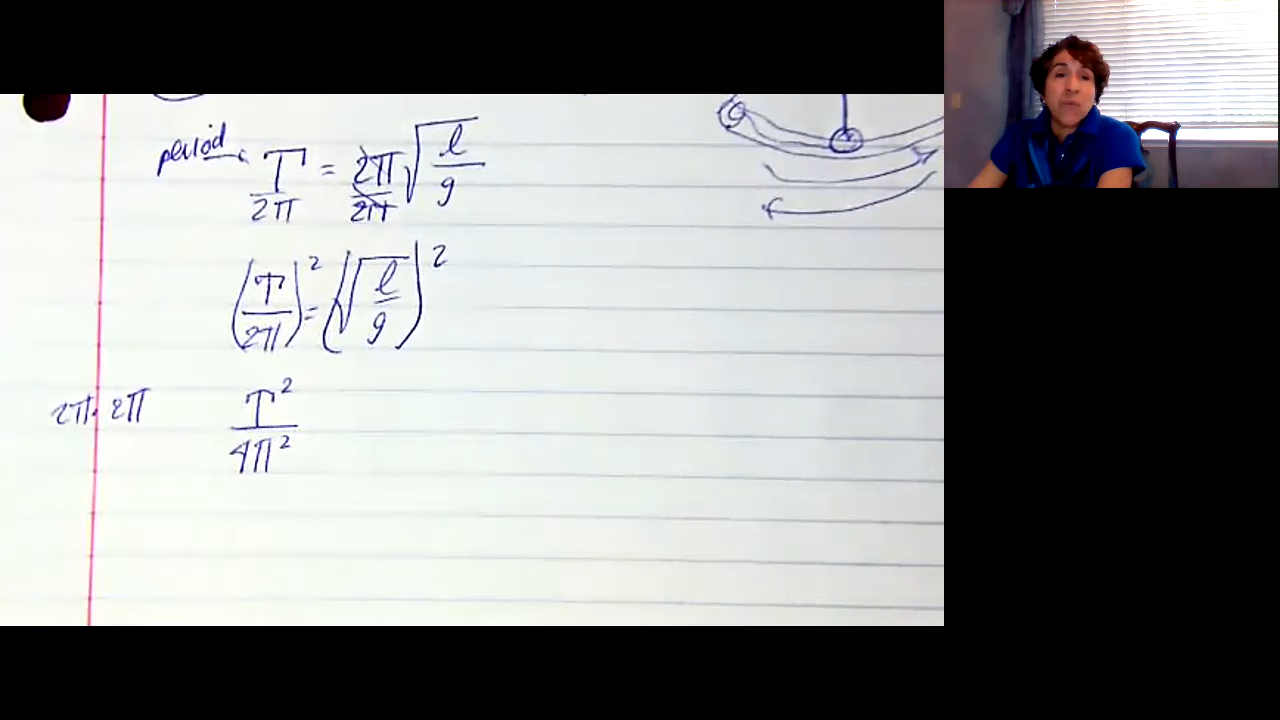 period T/2π = 2π/2π √(l/g)
(T/2π)² = (√(l/g))²
2π · 2π T²/4π²